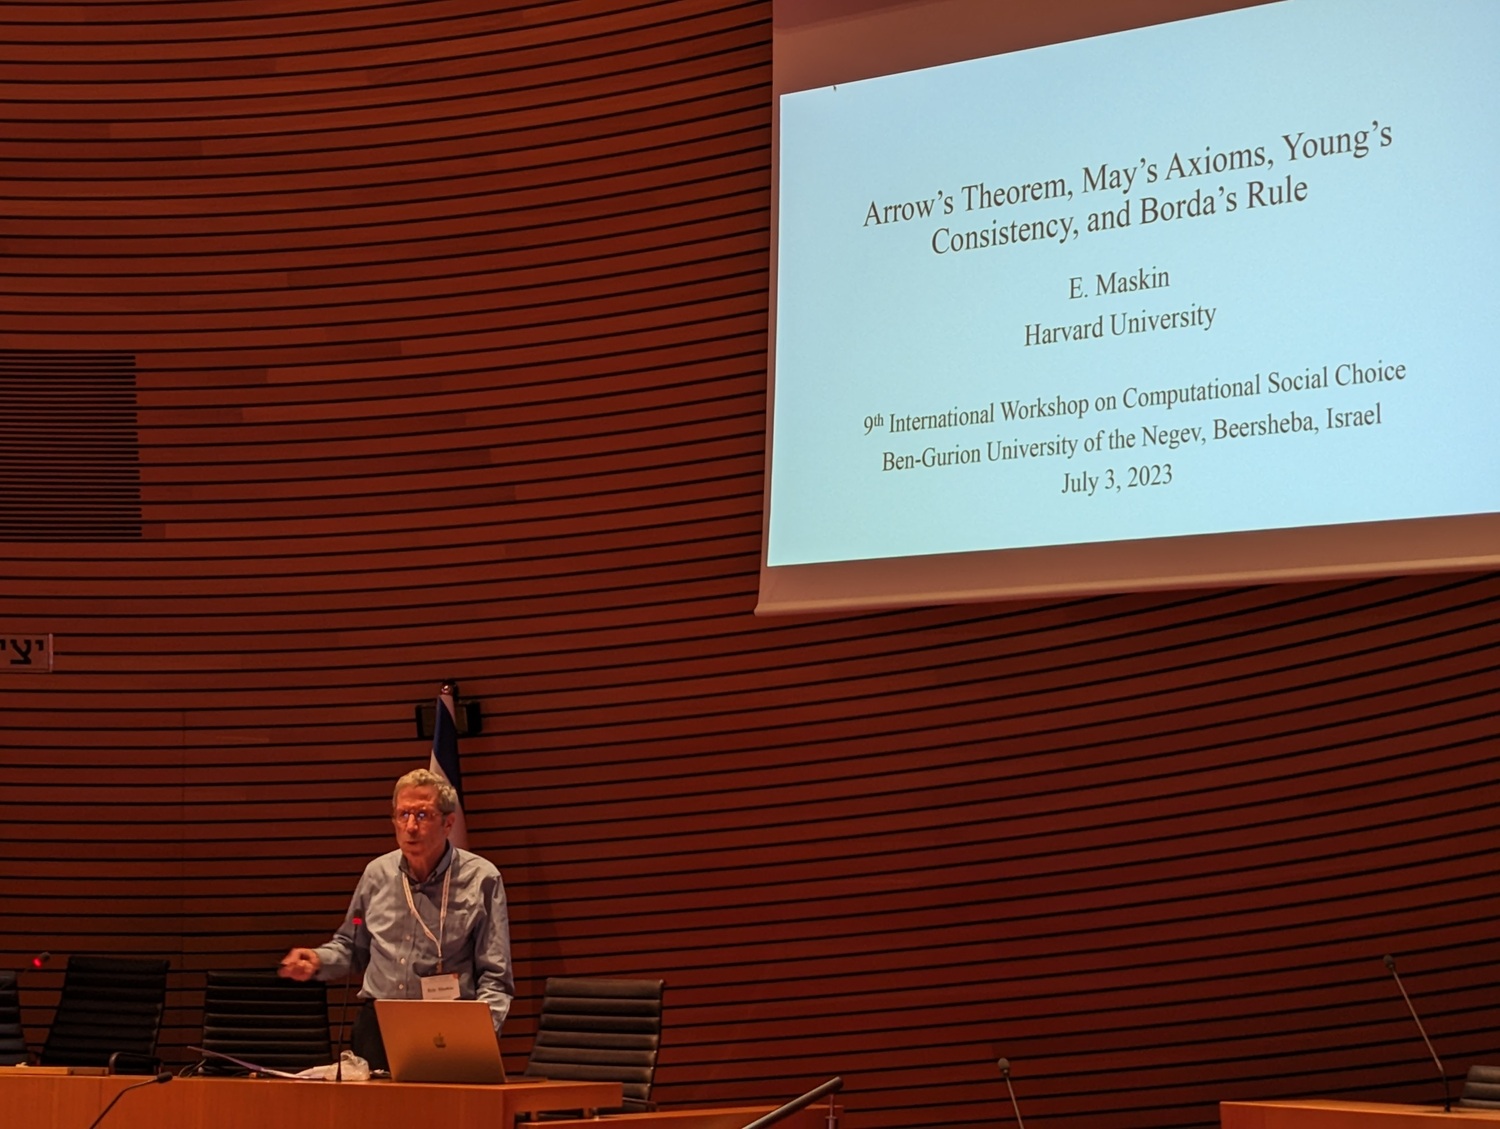 Arrow's Theorem, May's Axioms, Young's
Consistency, and Borda's Rule
E. Maskin
Harvard University
9th International Workshop on Computational Social Choice
Ben-Gurion University of the Negev, Beersheba, Israel
July 3, 2023